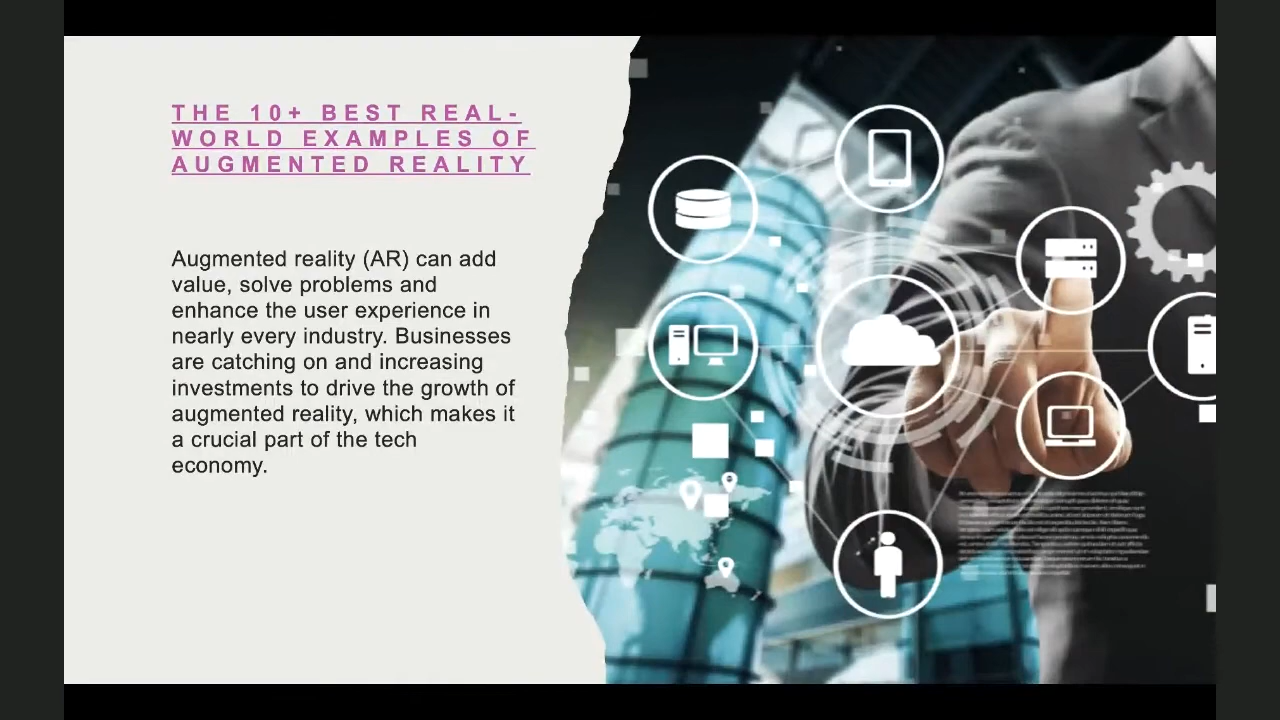 THE 10+ BEST REAL-
WORLD EXAMPLES OF
AUGMENTED REALITY
Augmented reality (AR) can add
value, solve problems and
enhance the user experience in
nearly every industry. Businesses
are catching on and increasing
investments to drive the growth of
augmented reality, which makes it
a crucial part of the tech
economy.